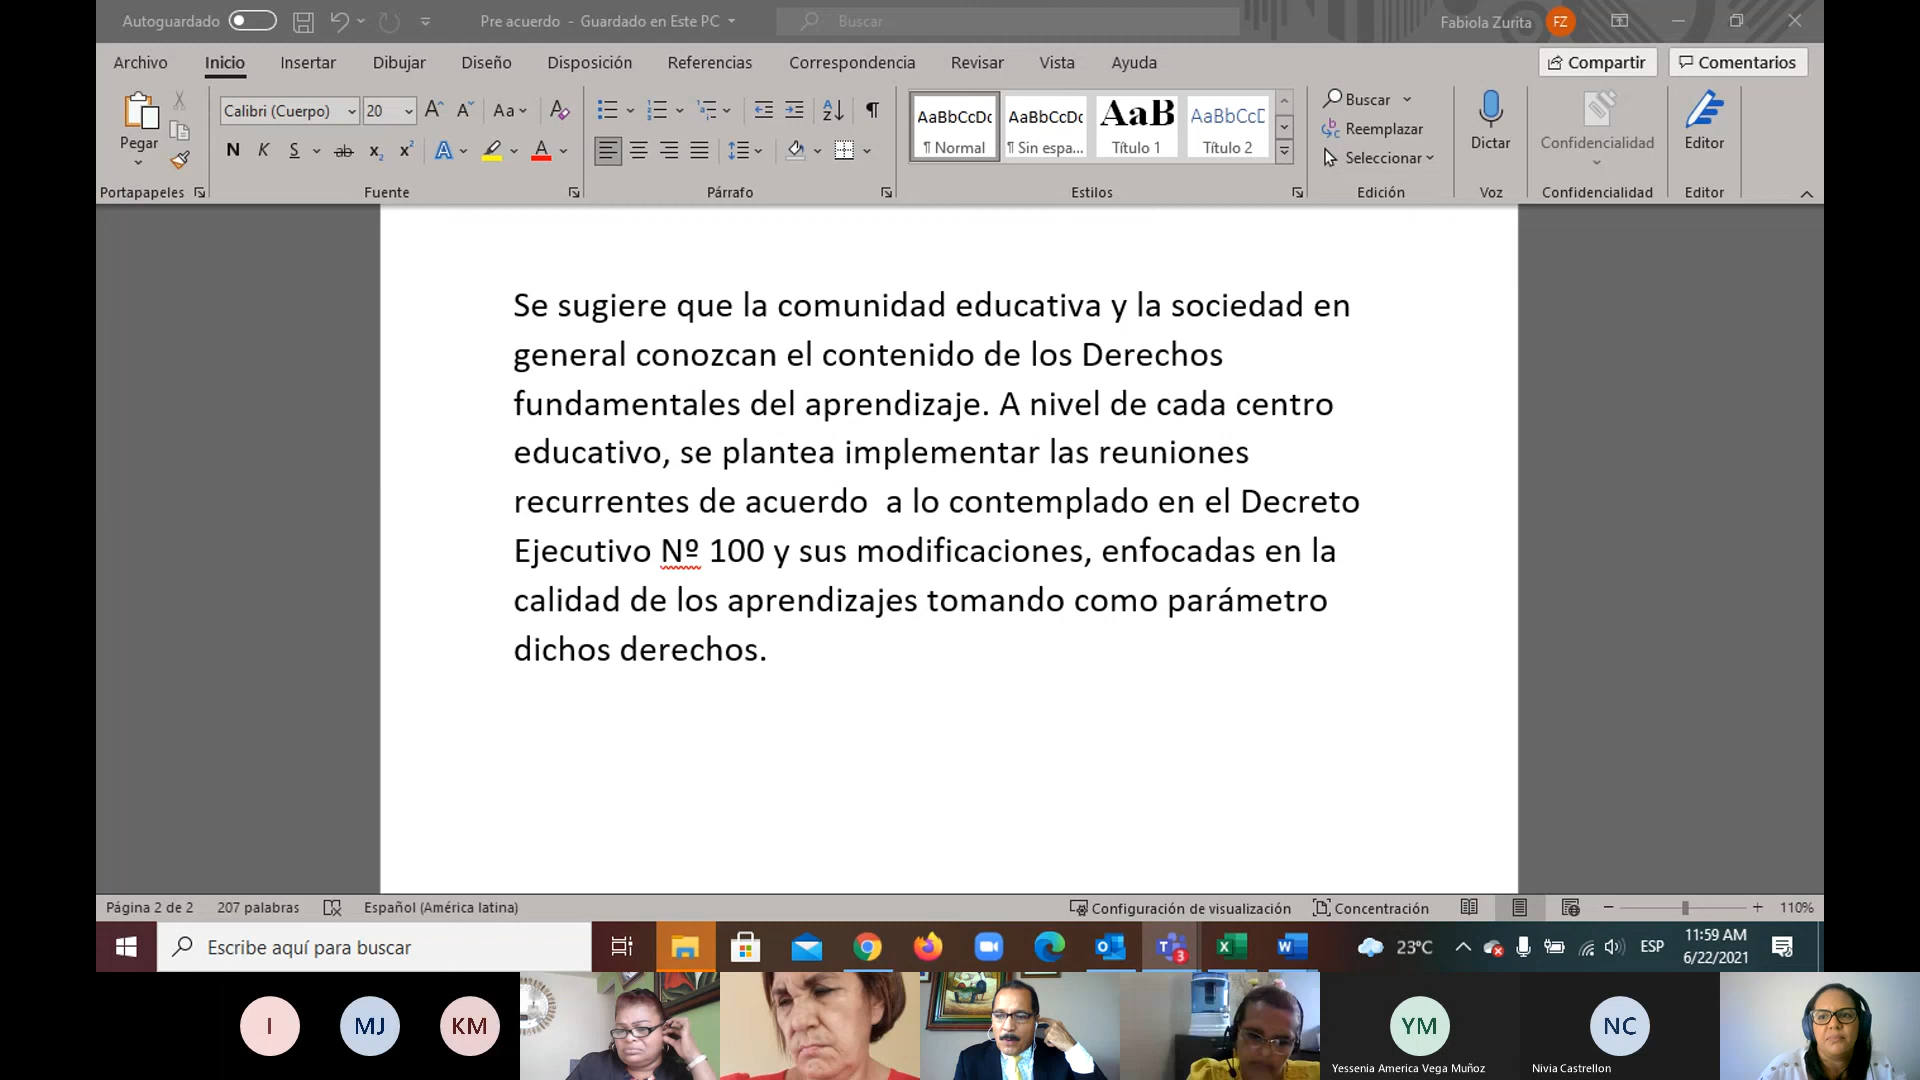 Autoguardado
Pre acuerdo - Guardado en Este PC
Buscar
Fabiola Zurita
FZ
Archivo
Inicio
Insertar
Dibujar
Diseño
Disposición
Referencias
Correspondencia
Revisar
Vista
Ayuda
Compartir
Comentarios
Pegar
Portapapeles
Calibri (Cuerpo)
20
Aa
N K S ab x₂ x²
Fuente
Párrafo
AaBbCcDc
¶ Normal
AaBbCcDc
¶ Sin espa...
AaB
Título 1
AaBbCcD
Título 2
Estilos
Buscar
Reemplazar
Seleccionar
Edición
Dictar
Voz
Confidencialidad
Confidencialidad
Editor
Editor
Se sugiere que la comunidad educativa y la sociedad en
general conozcan el contenido de los Derechos
fundamentales del aprendizaje. A nivel de cada centro
educativo, se plantea implementar las reuniones
recurrentes de acuerdo  a lo contemplado en el Decreto
Ejecutivo Nº 100 y sus modificaciones, enfocadas en la
calidad de los aprendizajes tomando como parámetro
dichos derechos.
Página 2 de 2
207 palabras
Español (América latina)
Configuración de visualización
Concentración
110%
Escribe aquí para buscar
3
23°C
ESP
11:59 AM
6/22/2021
I
MJ
KM
YM
Yessenia America Vega Muñoz
NC
Nivia Castrellon